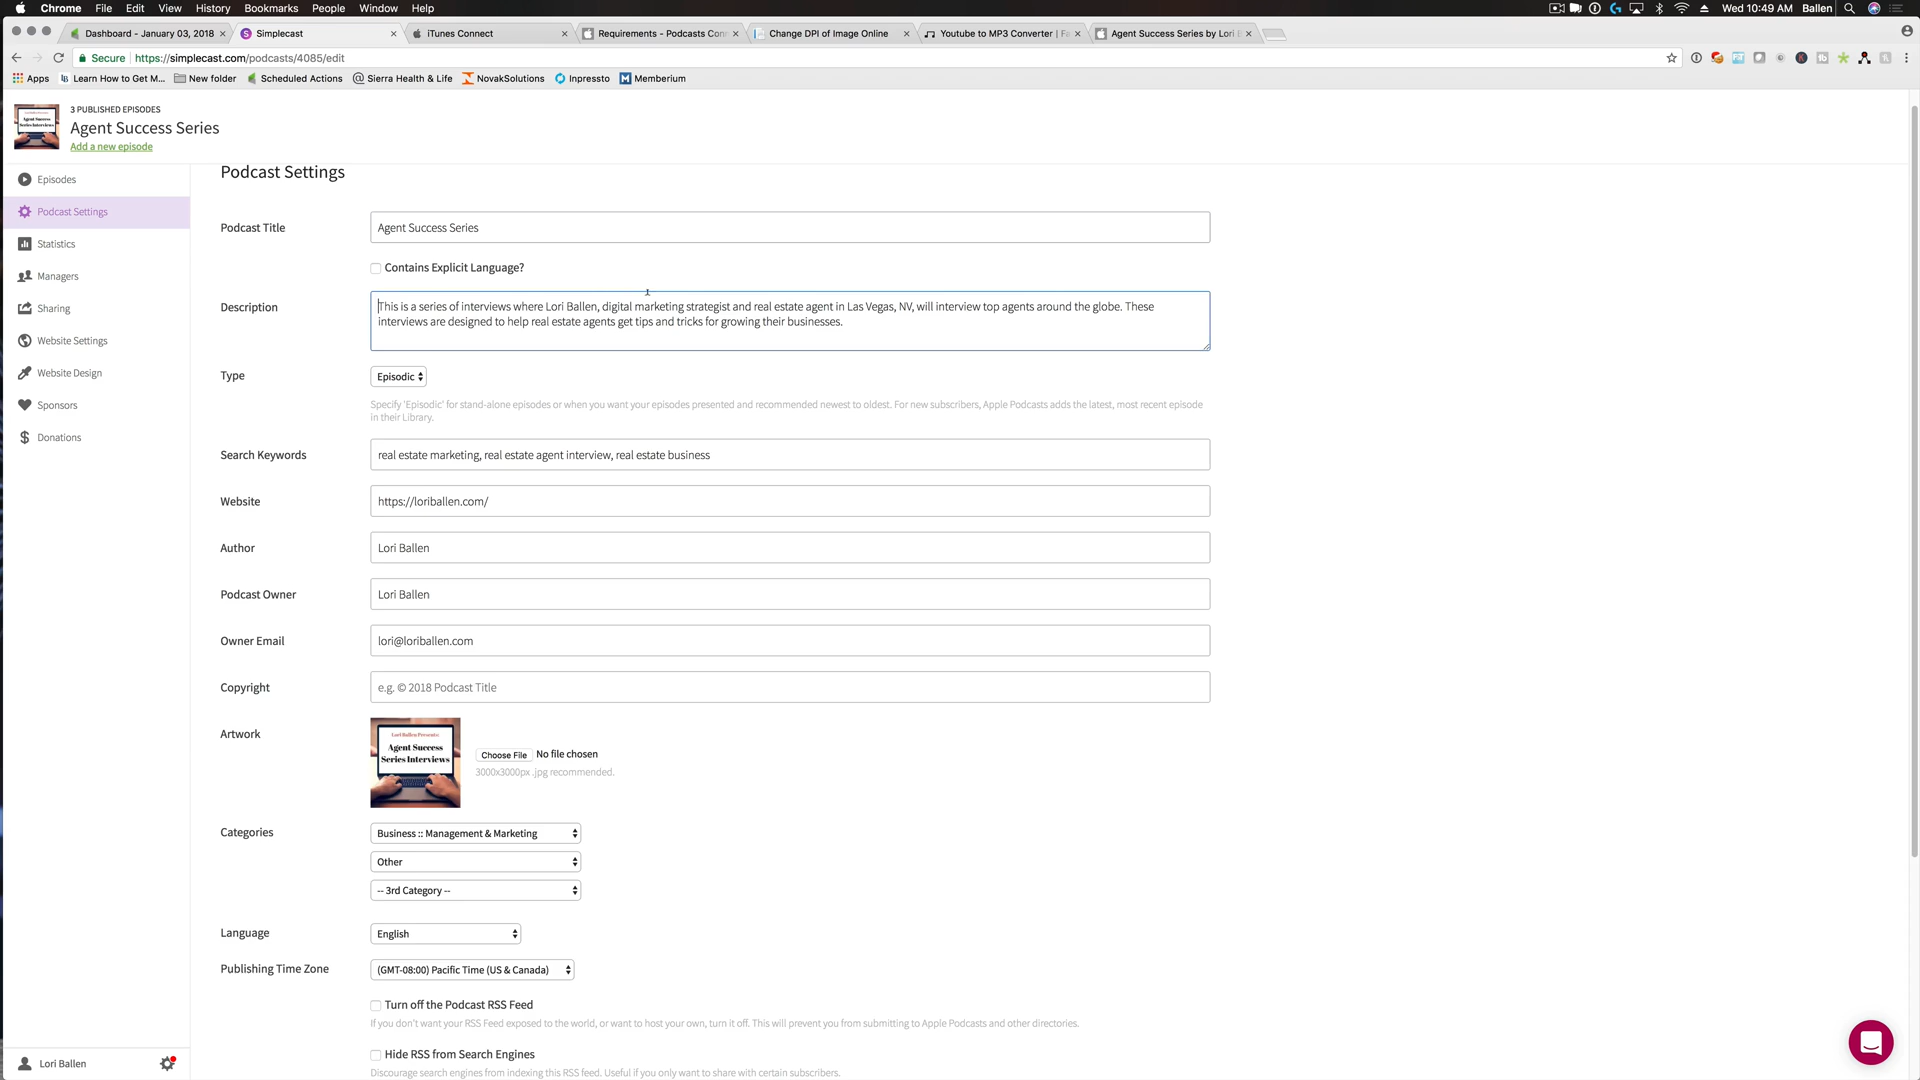 Chrome File Edit View History Bookmarks People Window Help Wed 10:49 AM Ballen
Dashboard - January 03, 2018 Simplecast iTunes Connect Requirements - Podcasts Con Change DPI of Image Online Youtube to MP3 Converter | F Agent Success Series by Lori B
Secure https://simplecast.com/podcasts/4085/edit
Apps Learn How to Get M... New folder Scheduled Actions Sierra Health & Life NovakSolutions Inpressto Memberium
3 PUBLISHED EPISODES
Agent Success Series
Add a new episode
Episodes
Podcast Settings
Statistics
Managers
Sharing
Website Settings
Website Design
Sponsors
Donations
Lori Ballen
Podcast Settings
Podcast Title Agent Success Series
Contains Explicit Language?
Description This is a series of interviews where Lori Ballen, digital marketing strategist and real estate agent in Las Vegas, NV, will interview top agents around the globe. These
interviews are designed to help real estate agents get tips and tricks for growing their businesses.
Type Episodic
Specify 'Episodic' for stand-alone episodes or when you want your episodes presented and recommended newest to oldest. For new subscribers, Apple Podcasts adds the latest, most recent episode
in their Library.
Search Keywords real estate marketing, real estate agent interview, real estate business
Website https://loriballen.com/
Author Lori Ballen
Podcast Owner Lori Ballen
Owner Email lori@loriballen.com
Copyright e.g. © 2018 Podcast Title
Artwork
Lori Ballen Presents:
Agent Success
Series Interviews
Choose File No file chosen
3000x3000px .jpg recommended.
Categories Business :: Management & Marketing
Other
-- 3rd Category --
Language English
Publishing Time Zone (GMT-08:00) Pacific Time (US & Canada)
Turn off the Podcast RSS Feed
If you don't want your RSS Feed exposed to the world, or want to host your own, turn it off. This will prevent you from submitting to Apple Podcasts and other directories.
Hide RSS from Search Engines
Discourage search engines from indexing this RSS feed. Useful if you only want to share with certain subscribers.